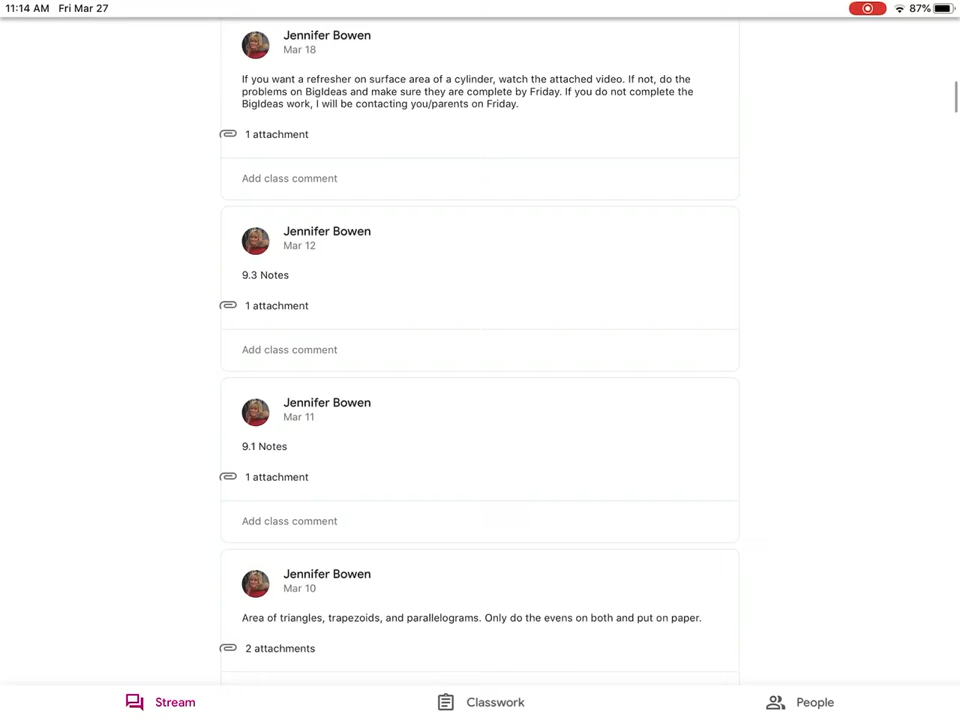 11:14 AM Fri Mar 27
87%
Jennifer Bowen
Mar 18
If you want a refresher on surface area of a cylinder, watch the attached video. If not, do the
problems on BigIdeas and make sure they are complete by Friday. If you do not complete the
BigIdeas work, I will be contacting you/parents on Friday.
1 attachment
Add class comment
Jennifer Bowen
Mar 12
9.3 Notes
1 attachment
Add class comment
Jennifer Bowen
Mar 11
9.1 Notes
1 attachment
Add class comment
Jennifer Bowen
Mar 10
Area of triangles, trapezoids, and parallelograms. Only do the evens on both and put on paper.
2 attachments
Stream Classwork People